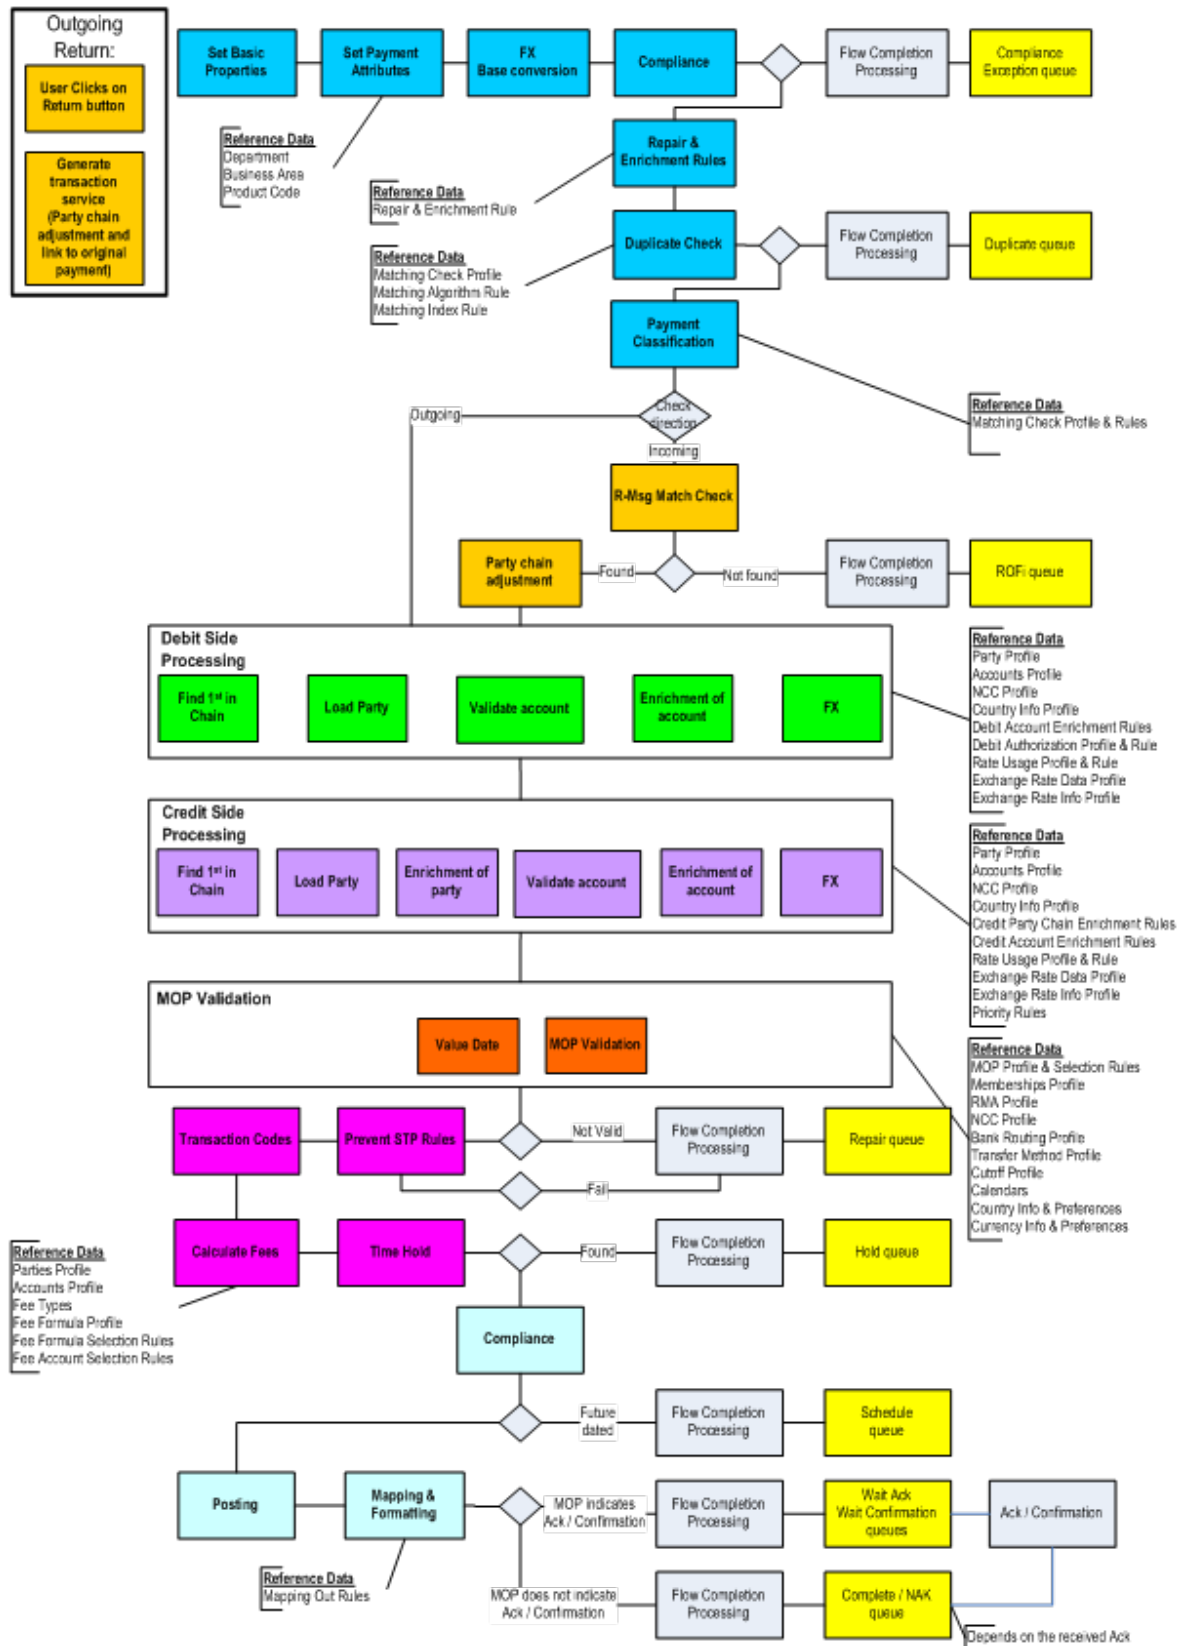 Outgoing
Return:
User Clicks on
Return button
Generate
transaction
service
(Party chain
adjustment and
link to original
payment)
Set Basic
Properties
Set Payment
Attributes
FX
Base conversion
Compliance
Flow Completion
Processing
Compliance
Exception queue
Reference Data
Department
Business Area
Product Code
Repair &
Enrichment Rules
Reference Data
Repair & Enrichment Rule
Duplicate Check
Flow Completion
Processing
Duplicate queue
Reference Data
Matching Check Profile
Matching Algorithm Rule
Matching Index Rule
Payment
Classification
Check
direction
Outgoing
Incoming
Reference Data
Matching Check Profile & Rules
R-Msg Match Check
Party chain
adjustment
Found
Not found
Flow Completion
Processing
ROFi queue
Debit Side
Processing
Find 1st in
Chain
Load Party
Validate account
Enrichment of
account
FX
Reference Data
Party Profile
Accounts Profile
NCC Profile
Country Info Profile
Debit Account Enrichment Rules
Debit Authorization Profile & Rule
Rate Usage Profile & Rule
Exchange Rate Data Profile
Exchange Rate Info Profile
Credit Side
Processing
Find 1st in
Chain
Load Party
Enrichment of
party
Validate account
Enrichment of
account
FX
Reference Data
Party Profile
Accounts Profile
NCC Profile
Country Info Profile
Credit Party Chain Enrichment Rules
Credit Account Enrichment Rules
Rate Usage Profile & Rule
Exchange Rate Data Profile
Exchange Rate Info Profile
Priority Rules
MOP Validation
Value Date
MOP Validation
Reference Data
MOP Profile & Selection Rules
Memberships Profile
RMA Profile
NCC Profile
Bank Routing Profile
Transfer Method Profile
Cutoff Profile
Calendars
Country Info & Preferences
Currency Info & Preferences
Transaction Codes
Prevent STP Rules
Not Valid
Flow Completion
Processing
Repair queue
Fail
Calculate Fees
Time Hold
Found
Flow Completion
Processing
Hold queue
Reference Data
Parties Profile
Accounts Profile
Fee Types
Fee Formula Profile
Fee Formula Selection Rules
Fee Account Selection Rules
Compliance
Future
dated
Flow Completion
Processing
Schedule
queue
Posting
Mapping &
Formatting
MOP indicates
Ack / Confirmation
Flow Completion
Processing
Wait Ack
Wait Confirmation
queues
Ack / Confirmation
Reference Data
Mapping Out Rules
MOP does not indicate
Ack / Confirmation
Flow Completion
Processing
Complete / NAK
queue
Depends on the received Ack